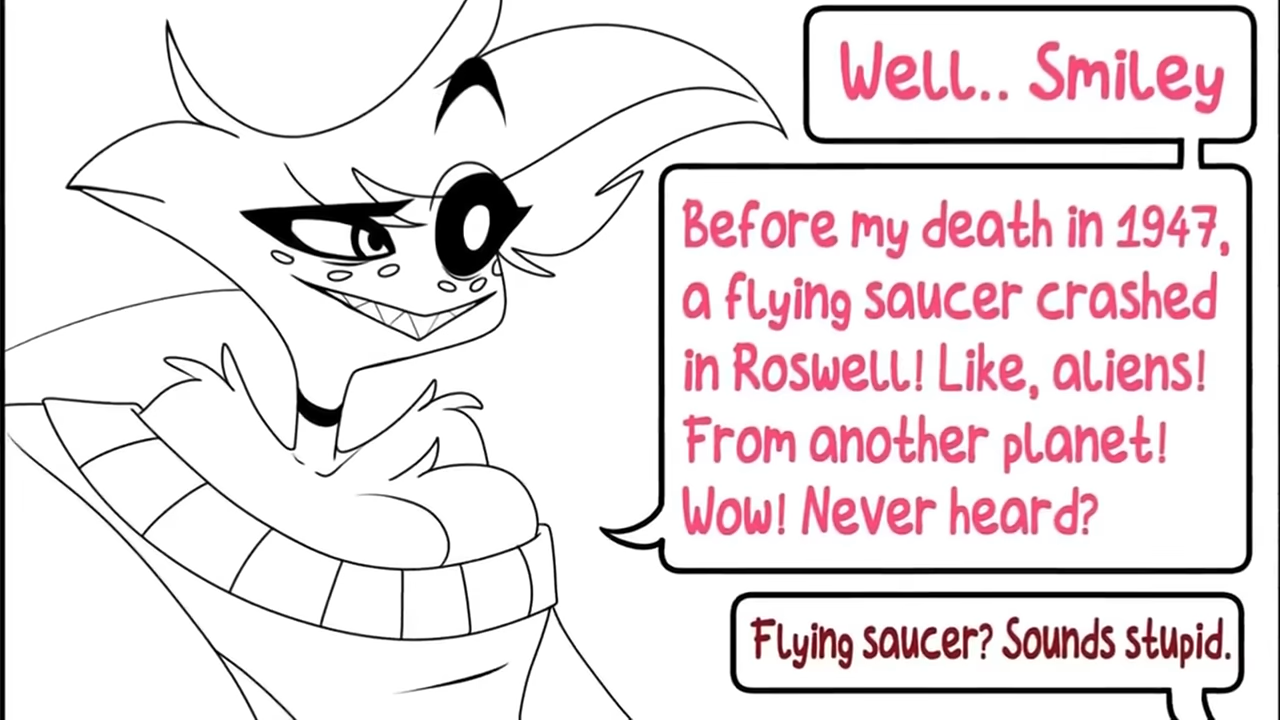 Well.. Smiley
Before my death in 1947,
a flying saucer crashed
in Roswell! Like, aliens!
From another planet!
Wow! Never heard?
Flying saucer? Sounds stupid.